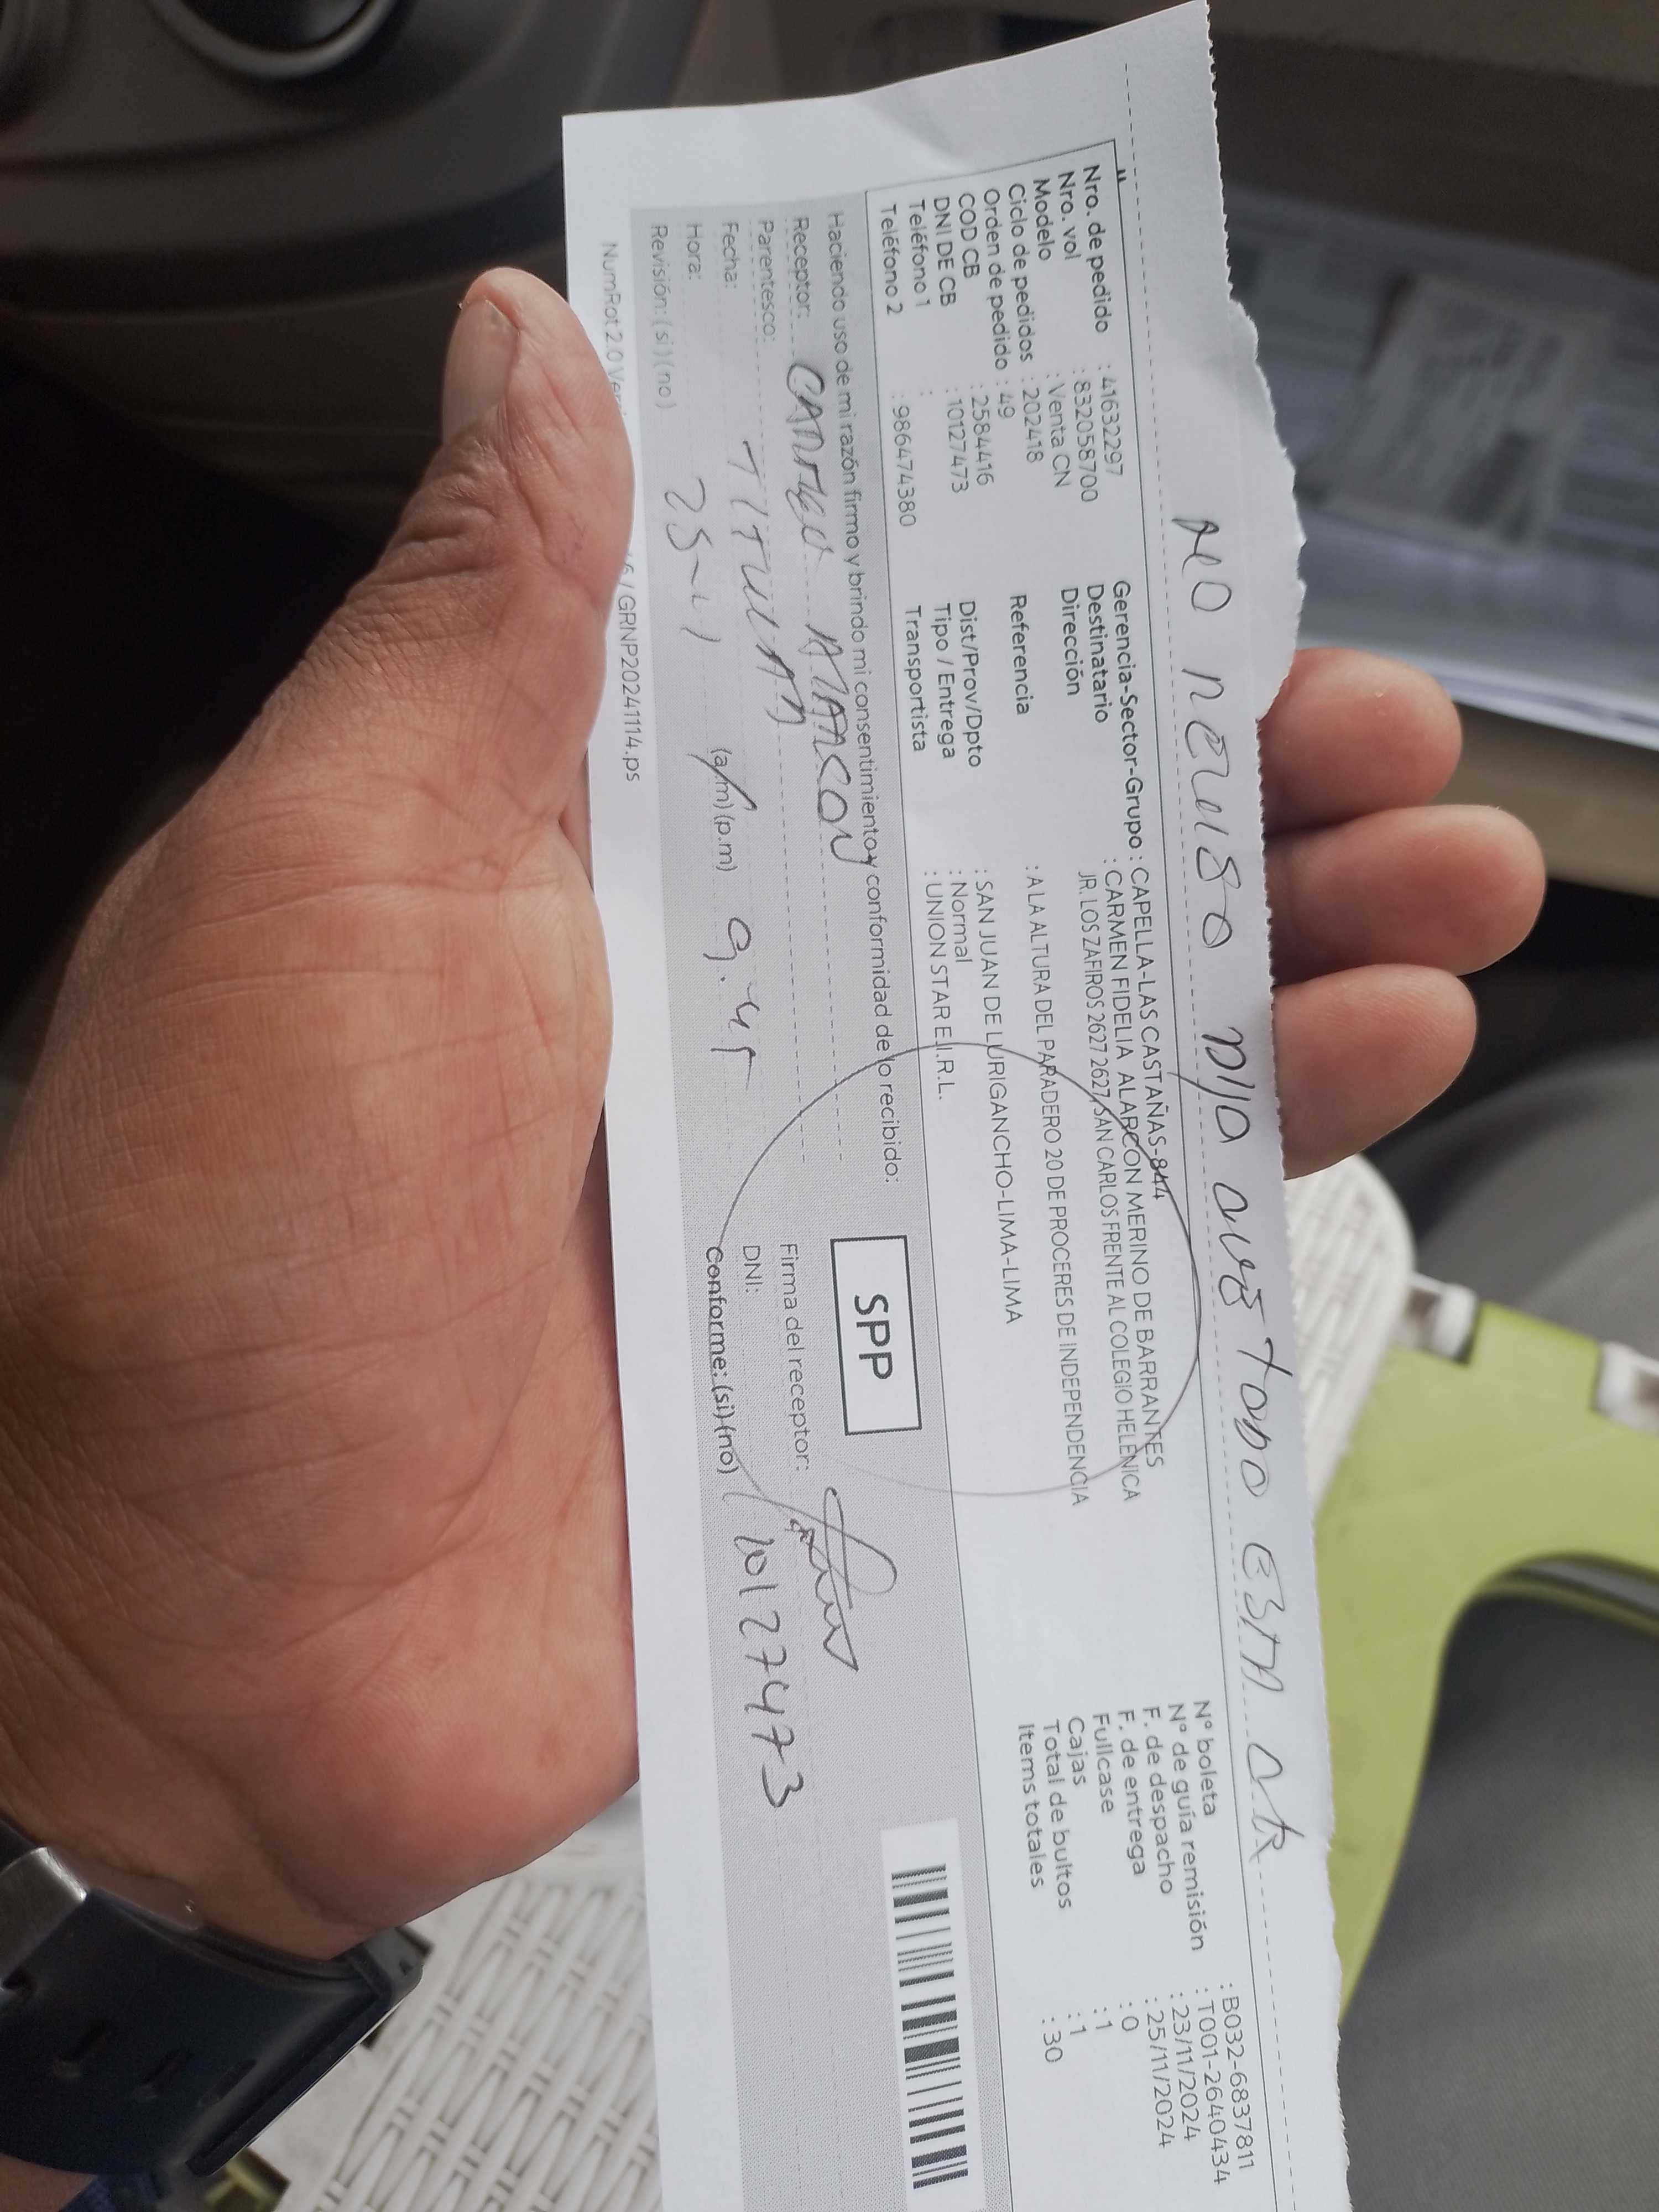 NO REVISO DIJO QUE TODO ESTA OK
Nro. de pedido : 41632297
Nro. vol : 832058700
Modelo : Venta CN
Ciclo de pedidos : 202418
Orden de pedido : 49
COD CB : 2584416
DNI DE CB : 10127473
Teléfono 1 :
Teléfono 2 : 986474380
Gerencia-Sector-Grupo : CAPELLA-LAS CASTAÑAS-844
Destinatario : CARMEN FIDELIA ALARCON MERINO DE BARRANTES
Dirección JR. LOS ZAFIROS 2627 2627, SAN CARLOS FRENTE AL COLEGIO HELENICA
Referencia : A LA ALTURA DEL PARADERO 20 DE PROCERES DE INDEPENDENCIA
Dist/Prov/Dpto : SAN JUAN DE LURIGANCHO-LIMA-LIMA
Tipo / Entrega : Normal
Transportista : UNION STAR E.I.R.L.
N° boleta : B032-6837811
N° de guía remisión : T001-2640434
F. de despacho : 23/11/2024
F. de entrega : 25/11/2024
Fullcase : 0
Cajas : 1
Total de bultos : 1
Items totales : 30
Haciendo uso de mi razón firmo y brindo mi consentimiento y conformidad de lo recibido:
SPP
Receptor: ALARCON
Parentesco: TITULAR
Fecha: 25-11
Hora: (a.m) (p.m) 9.45
Revisión: (si) (no)
Firma del receptor:
DNI: 10127473
Conforme: (si) (no)
NumRot 2.0 / GRNP20241114.ps